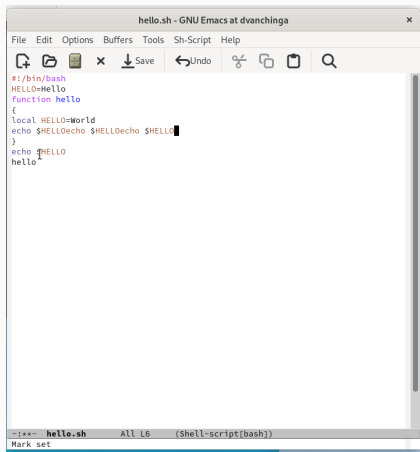 hello.sh - GNU Emacs at dvanchinga ×
File Edit Options Buffers Tools Sh-Script Help
Save Undo
#!/bin/bash
HELLO=Hello
function hello
{
local HELLO=World
echo $HELLOecho $HELLOecho $HELLO
}
echo $HELLO
hello
-:**- hello.sh All L6 (Shell-script[bash])
Mark set